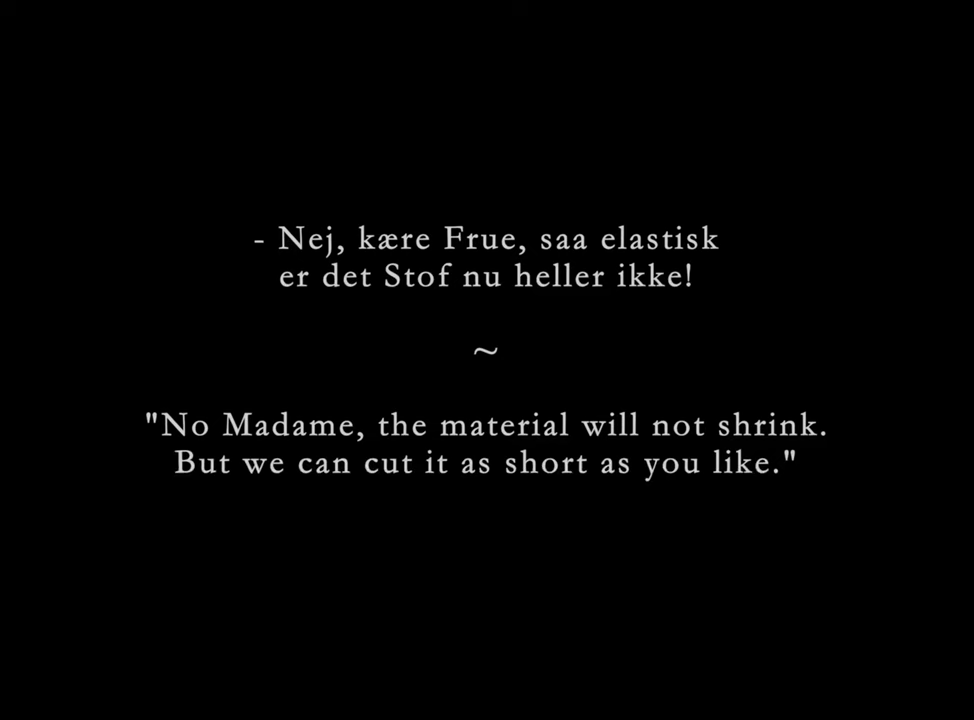 - Nej, kære Frue, saa elastisk
er det Stof nu heller ikke!
~
"No Madame, the material will not shrink.
But we can cut it as short as you like."